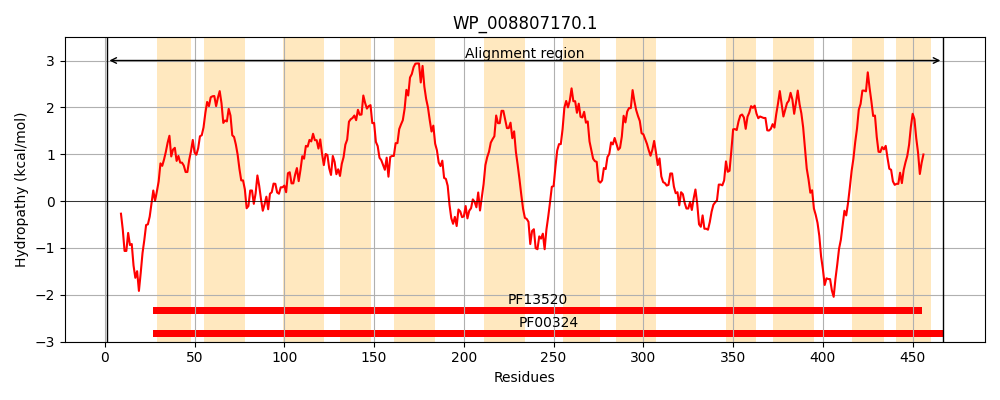 WP_008807170.1
Alignment region
Hydropathy (kcal/mol)
3
2
1
0
−1
−2
−3
PF13520
PF00324
0 50 100 150 200 250 300 350 400 450
Residues